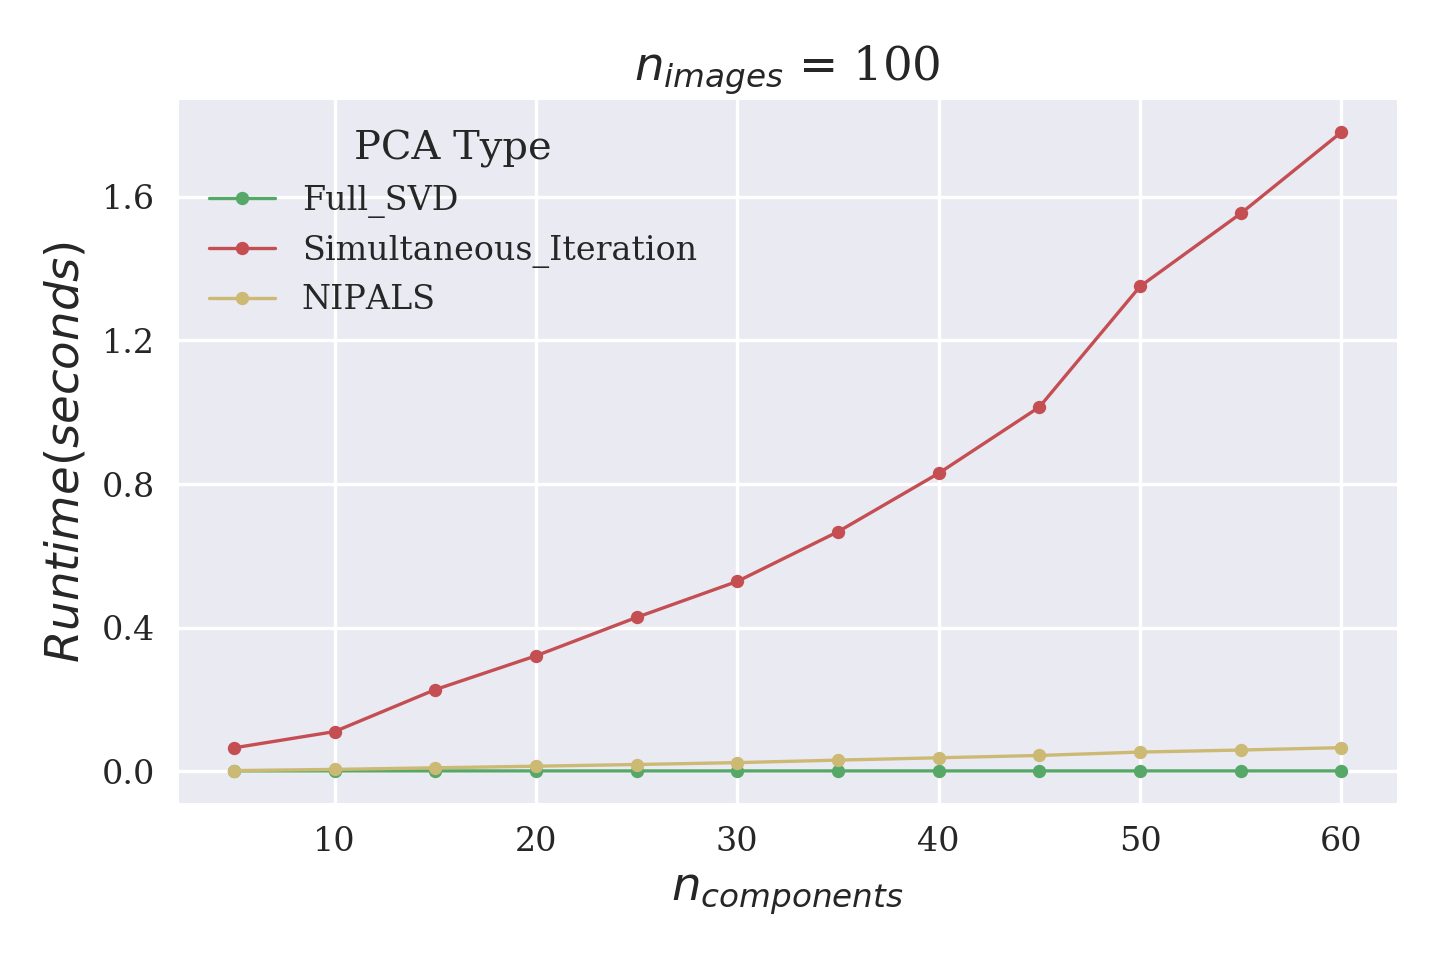 n_images = 100
PCA Type
Full_SVD
Simultaneous_Iteration
NIPALS
Runtime(seconds)
1.6
1.2
0.8
0.4
0.0
10 20 30 40 50 60
n_components